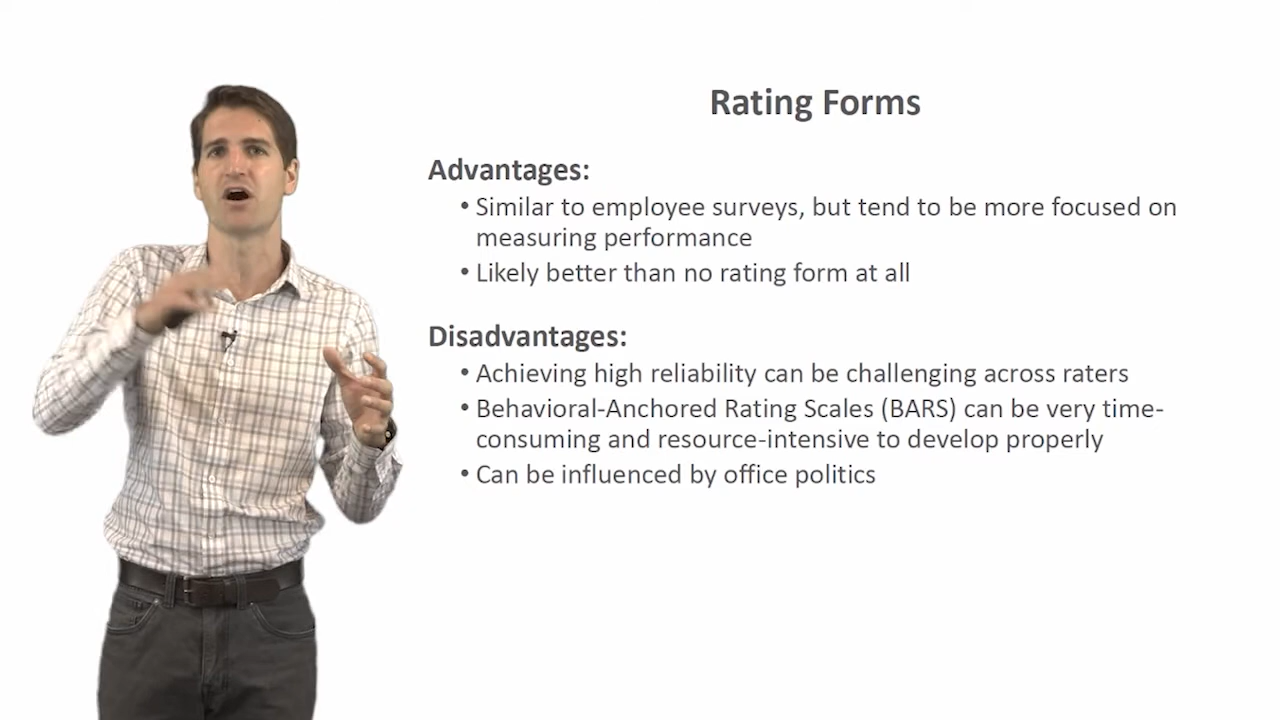 Rating Forms
Advantages:
• Similar to employee surveys, but tend to be more focused on
measuring performance
• Likely better than no rating form at all
Disadvantages:
• Achieving high reliability can be challenging across raters
• Behavioral-Anchored Rating Scales (BARS) can be very time-
consuming and resource-intensive to develop properly
• Can be influenced by office politics